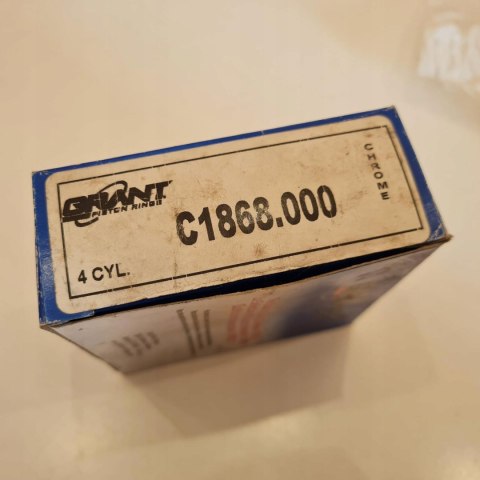 GRANT
PISTON RINGS
C1868.000
CHROME
4 CYL.